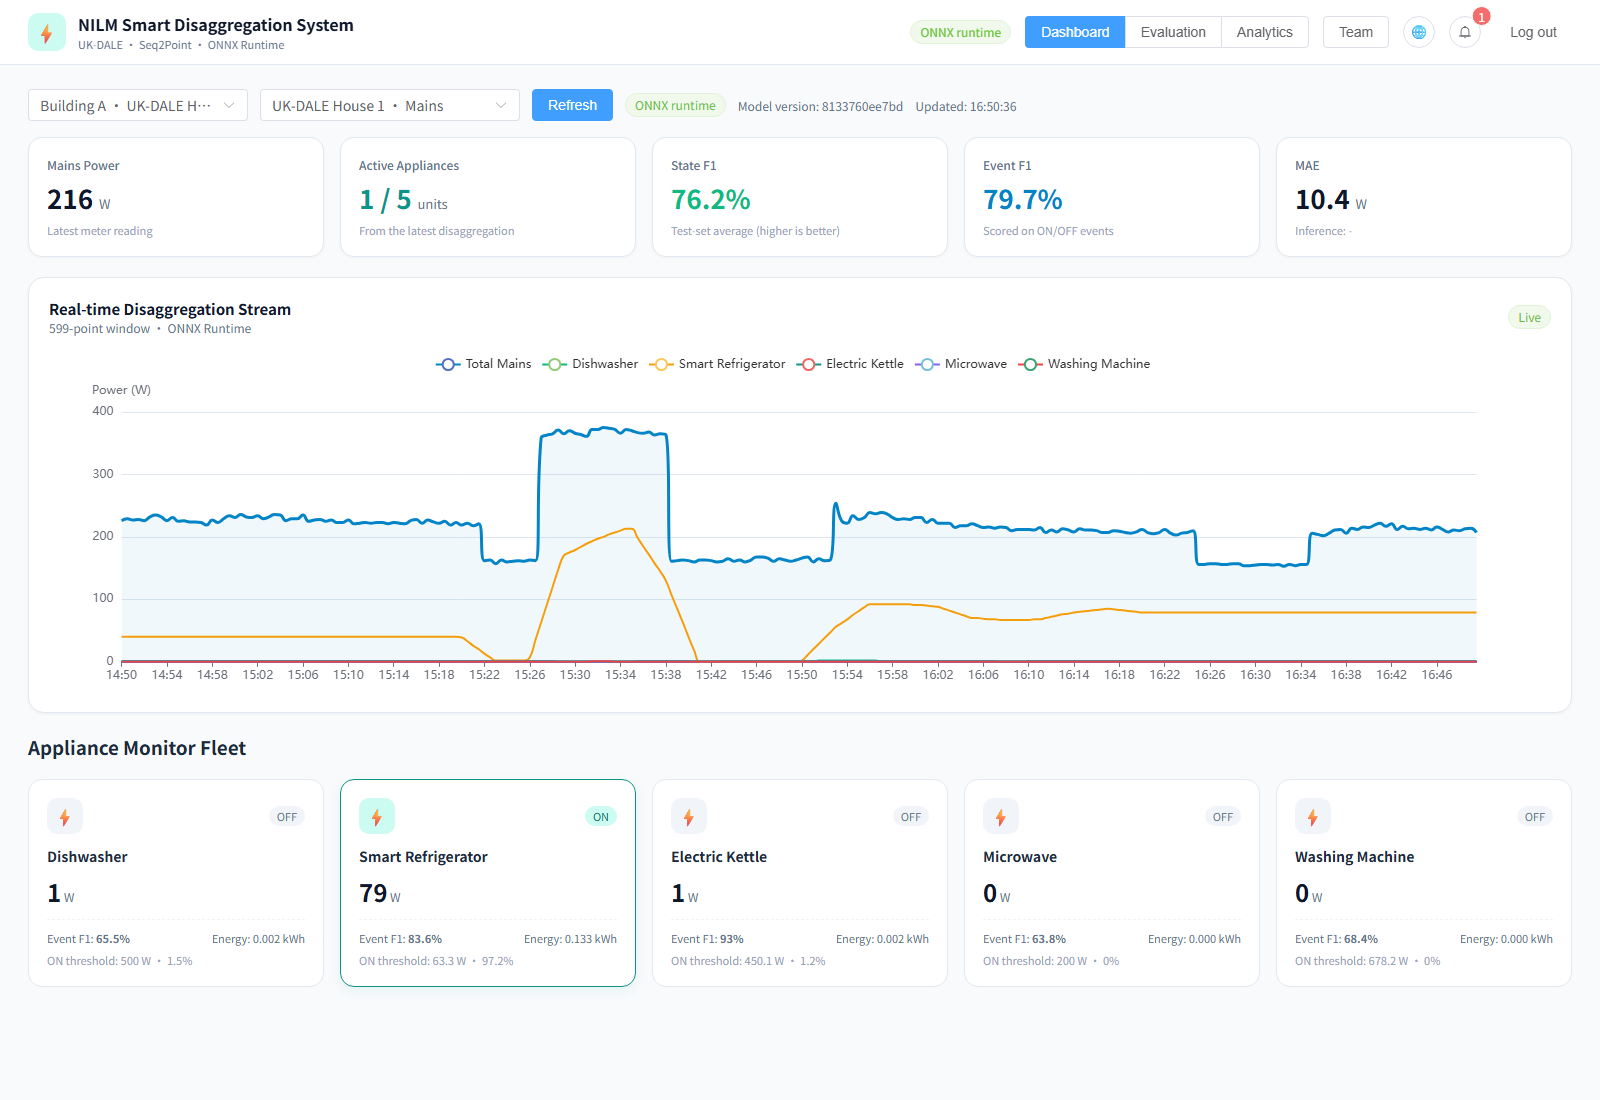 NILM Smart Disaggregation System
UK-DALE • Seq2Point • ONNX Runtime
ONNX runtime
Dashboard
Evaluation
Analytics
Team
1
Log out
Building A • UK-DALE H···
UK-DALE House 1 • Mains
Refresh
ONNX runtime
Model version: 8133760ee7bd
Updated: 16:50:36
Mains Power
216 W
Latest meter reading
Active Appliances
1 / 5 units
From the latest disaggregation
State F1
76.2%
Test-set average (higher is better)
Event F1
79.7%
Scored on ON/OFF events
MAE
10.4 W
Inference: -
Real-time Disaggregation Stream
599-point window • ONNX Runtime
Live
Total Mains
Dishwasher
Smart Refrigerator
Electric Kettle
Microwave
Washing Machine
Power (W)
400
300
200
100
0
14:50 14:54 14:58 15:02 15:06 15:10 15:14 15:18 15:22 15:26 15:30 15:34 15:38 15:42 15:46 15:50 15:54 15:58 16:02 16:06 16:10 16:14 16:18 16:22 16:26 16:30 16:34 16:38 16:42 16:46
Appliance Monitor Fleet
OFF
Dishwasher
1 W
Event F1: 65.5%
Energy: 0.002 kWh
ON threshold: 500 W • 1.5%
ON
Smart Refrigerator
79 W
Event F1: 83.6%
Energy: 0.133 kWh
ON threshold: 63.3 W • 97.2%
OFF
Electric Kettle
1 W
Event F1: 93%
Energy: 0.002 kWh
ON threshold: 450.1 W • 1.2%
OFF
Microwave
0 W
Event F1: 63.8%
Energy: 0.000 kWh
ON threshold: 200 W • 0%
OFF
Washing Machine
0 W
Event F1: 68.4%
Energy: 0.000 kWh
ON threshold: 678.2 W • 0%